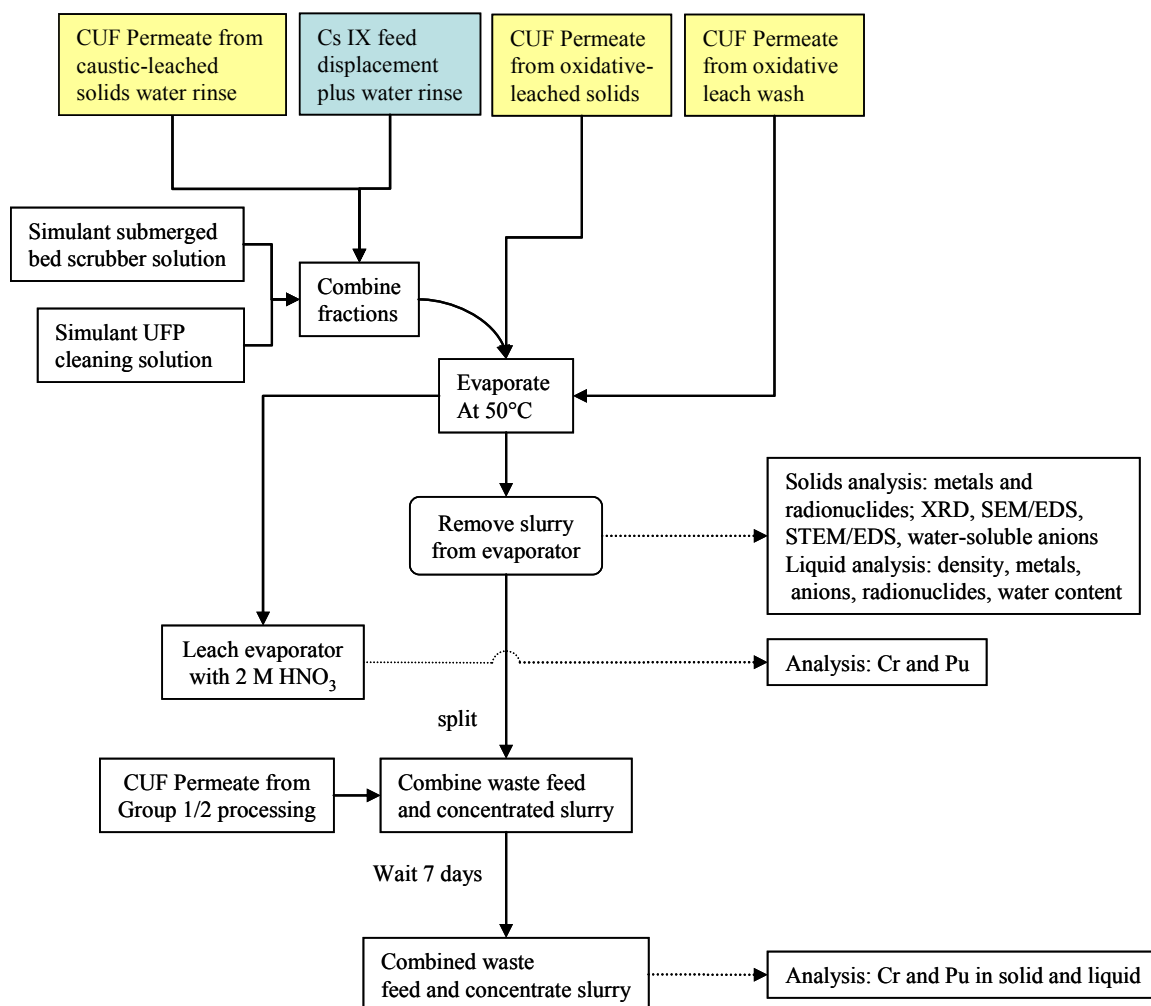 CUF Permeate from
caustic-leached
solids water rinse
Cs IX feed
displacement
plus water rinse
CUF Permeate
from oxidative-
leached solids
CUF Permeate
from oxidative
leach wash
Simulant submerged
bed scrubber solution
Simulant UFP
cleaning solution
Combine
fractions
Evaporate
At 50°C
Remove slurry
from evaporator
Solids analysis: metals and
radionuclides; XRD, SEM/EDS,
STEM/EDS, water-soluble anions
Liquid analysis: density, metals,
anions, radionuclides, water content
Leach evaporator
with 2 M HNO₃
Analysis: Cr and Pu
split
CUF Permeate from
Group 1/2 processing
Combine waste feed
and concentrated slurry
Wait 7 days
Combined waste
feed and concentrate slurry
Analysis: Cr and Pu in solid and liquid